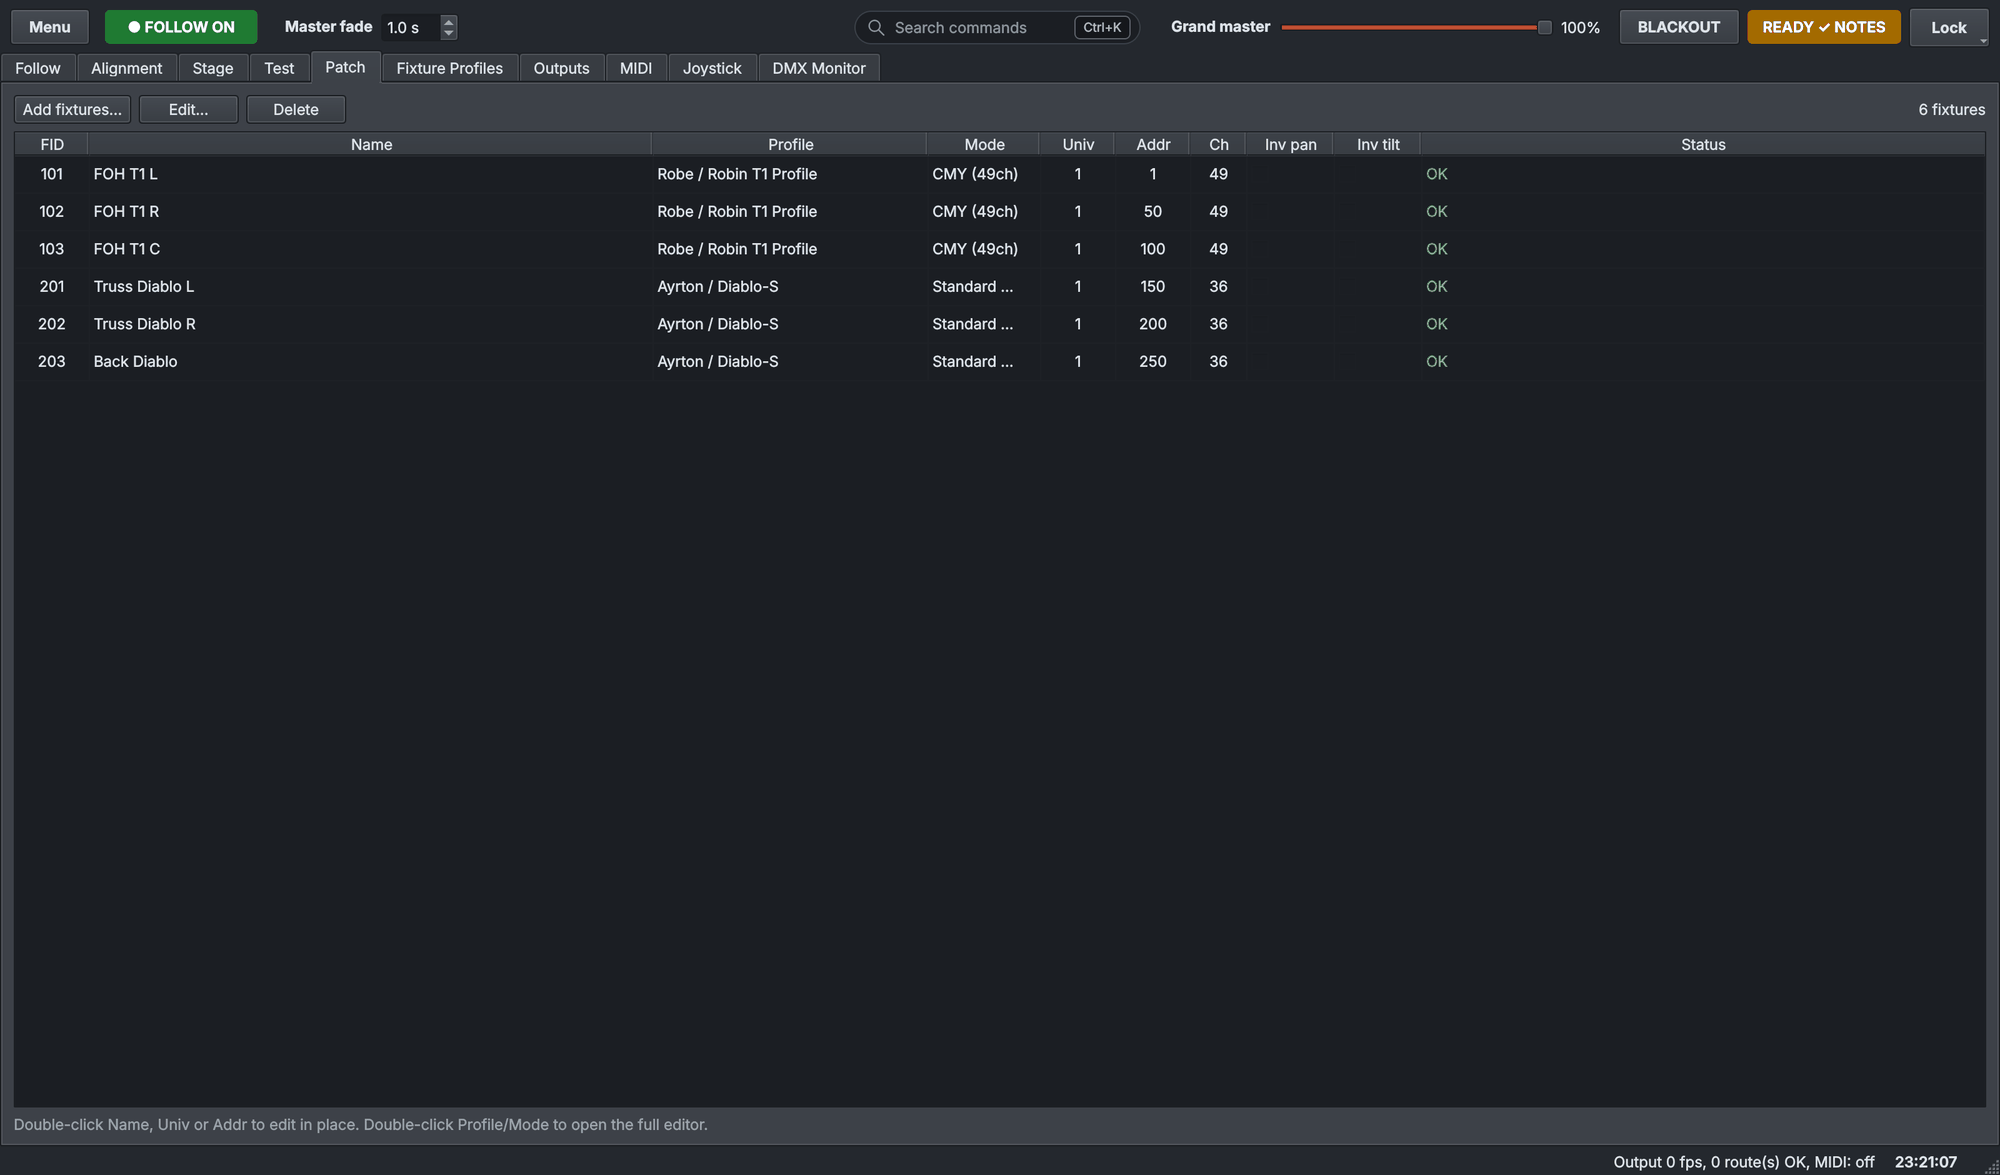 Menu ● FOLLOW ON Master fade 1.0 s Search commands Ctrl+K Grand master 100% BLACKOUT READY ✓ NOTES Lock
Follow Alignment Stage Test Patch Fixture Profiles Outputs MIDI Joystick DMX Monitor
Add fixtures... Edit... Delete 6 fixtures
FID Name Profile Mode Univ Addr Ch Inv pan Inv tilt Status
101 FOH T1 L Robe / Robin T1 Profile CMY (49ch) 1 1 49 OK
102 FOH T1 R Robe / Robin T1 Profile CMY (49ch) 1 50 49 OK
103 FOH T1 C Robe / Robin T1 Profile CMY (49ch) 1 100 49 OK
201 Truss Diablo L Ayrton / Diablo-S Standard ... 1 150 36 OK
202 Truss Diablo R Ayrton / Diablo-S Standard ... 1 200 36 OK
203 Back Diablo Ayrton / Diablo-S Standard ... 1 250 36 OK
Double-click Name, Univ or Addr to edit in place. Double-click Profile/Mode to open the full editor.
Output 0 fps, 0 route(s) OK, MIDI: off 23:21:07